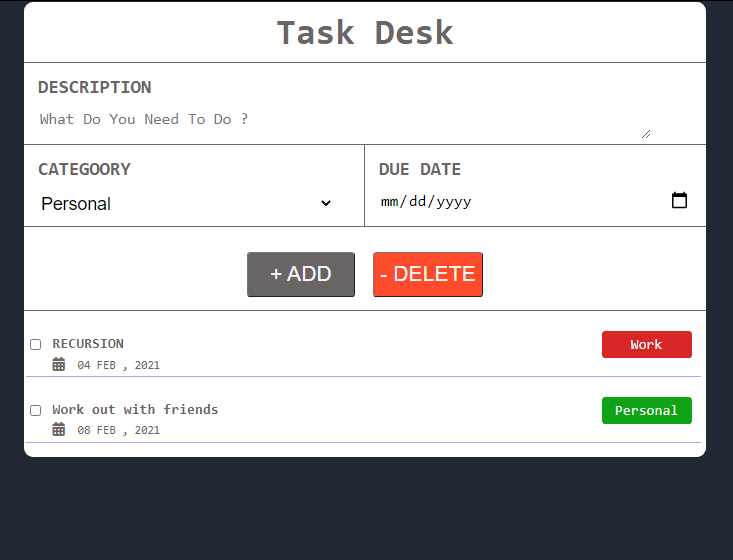 Task Desk
DESCRIPTION
What Do You Need To Do ?
CATEGOORY
DUE DATE
Personal
mm/dd/yyyy
+ ADD
- DELETE
RECURSION
Work
04 FEB , 2021
Work out with friends
Personal
08 FEB , 2021